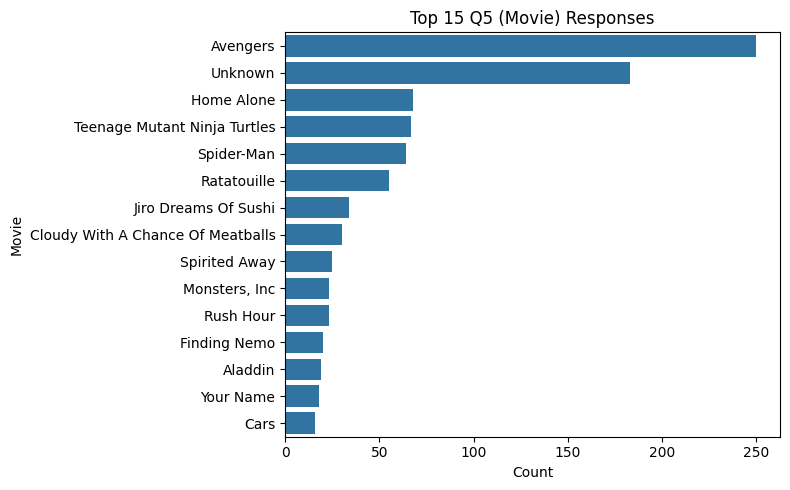 Top 15 Q5 (Movie) Responses
Avengers
Unknown
Home Alone
Teenage Mutant Ninja Turtles
Spider-Man
Ratatouille
Jiro Dreams Of Sushi
Cloudy With A Chance Of Meatballs
Spirited Away
Monsters, Inc
Rush Hour
Finding Nemo
Aladdin
Your Name
Cars
Movie
0 50 100 150 200 250
Count